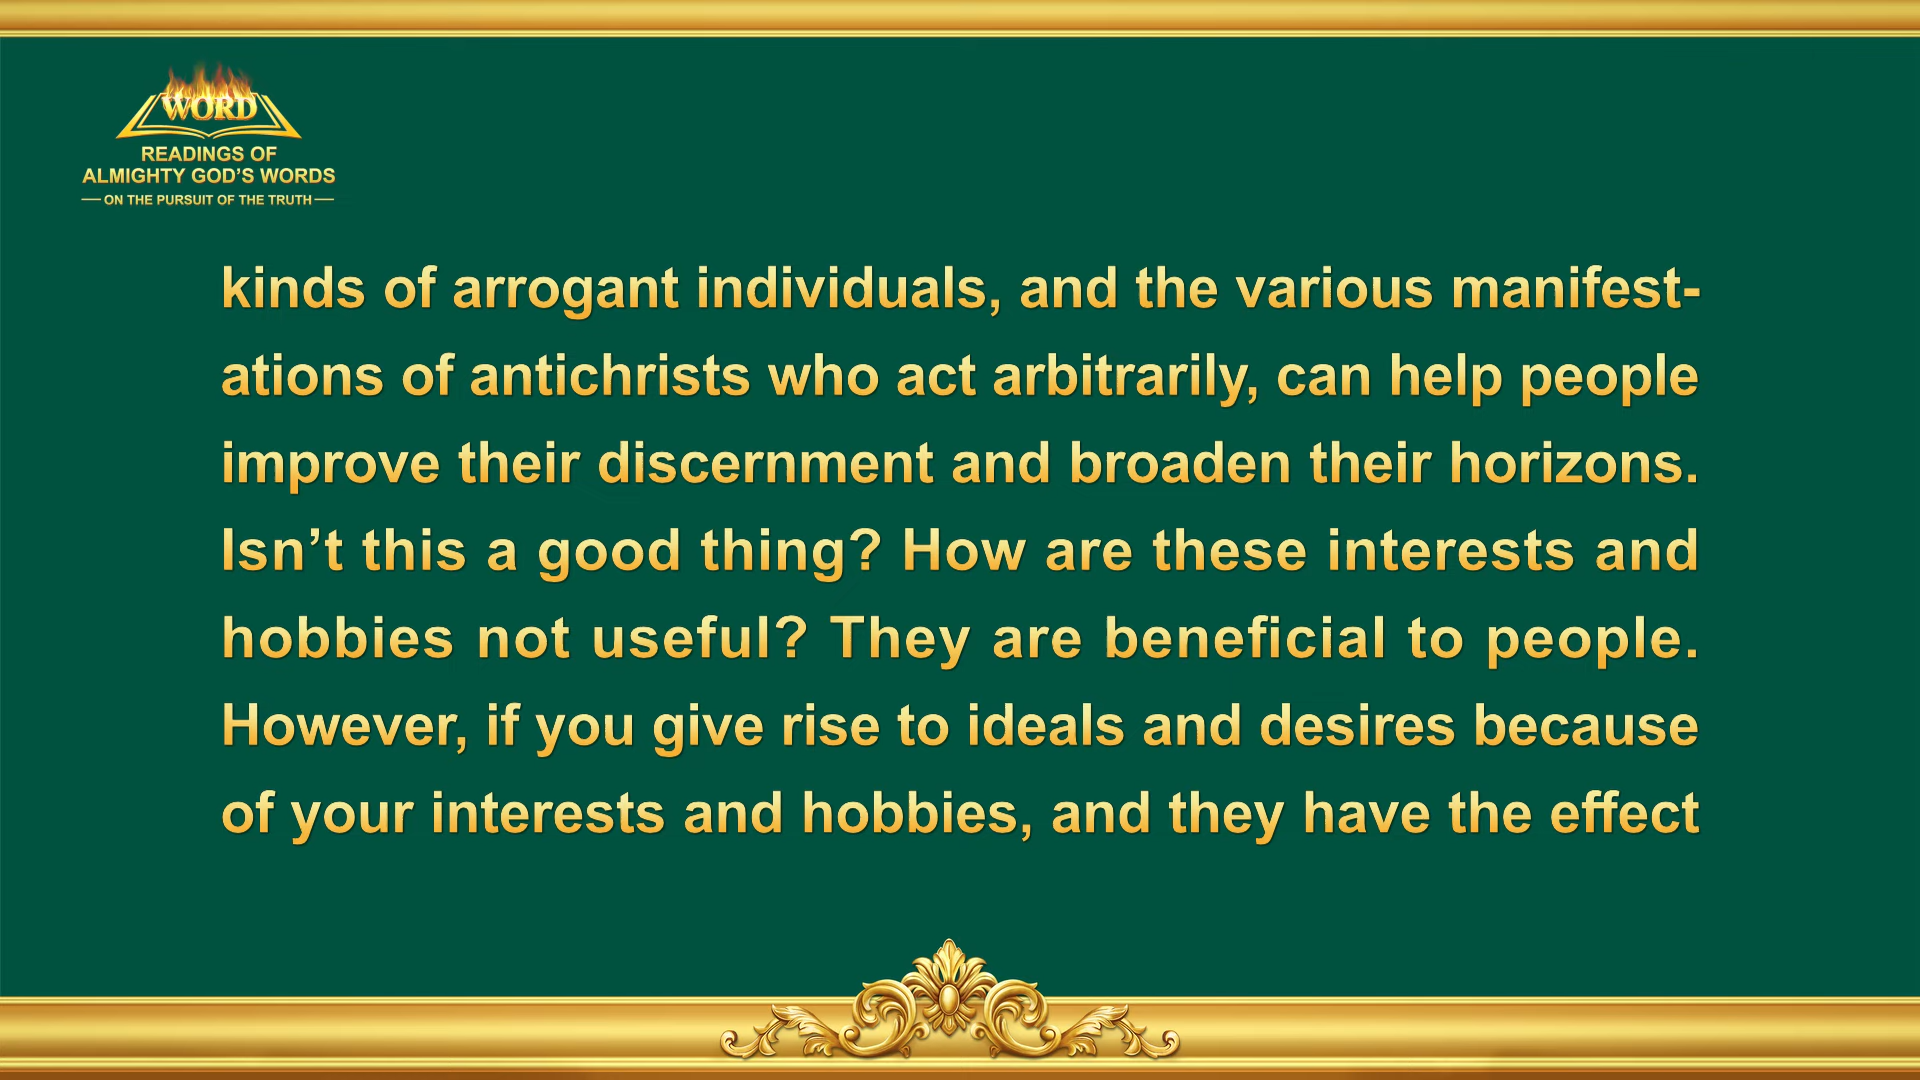 WORD
READINGS OF
ALMIGHTY GOD’S WORDS
— ON THE PURSUIT OF THE TRUTH —
kinds of arrogant individuals, and the various manifest-
ations of antichrists who act arbitrarily, can help people
improve their discernment and broaden their horizons.
Isn’t this a good thing? How are these interests and
hobbies not useful? They are beneficial to people.
However, if you give rise to ideals and desires because
of your interests and hobbies, and they have the effect